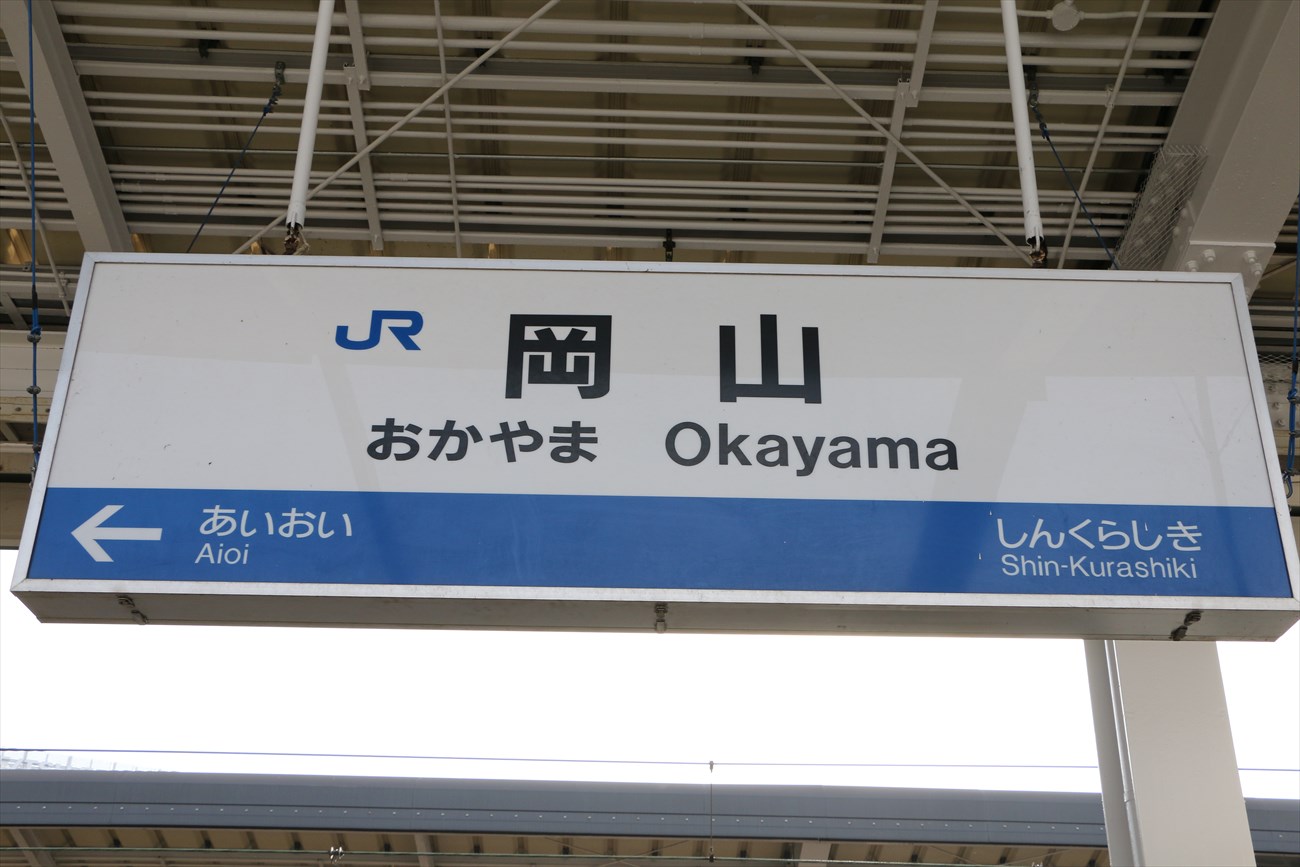 JR 岡山
おかやま Okayama
あいおい
Aioi
しんくらしき
Shin-Kurashiki